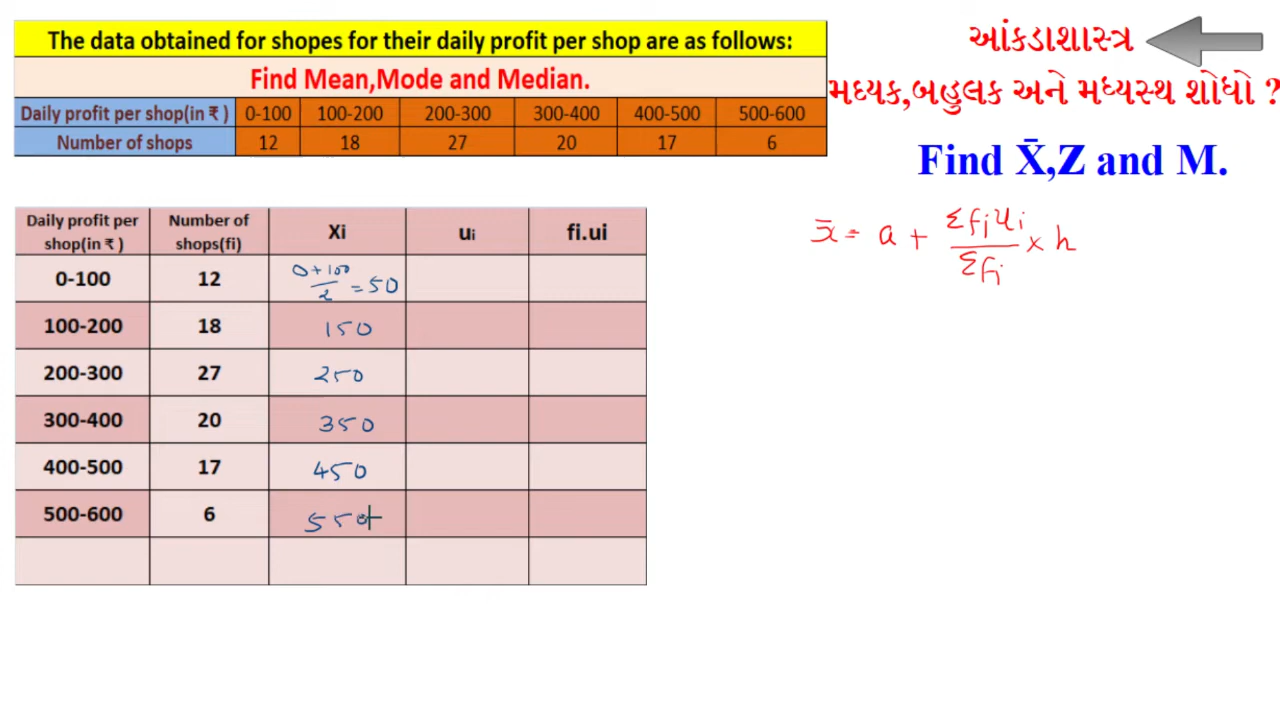 The data obtained for shopes for their daily profit per shop are as follows:
Find Mean,Mode and Median.
Daily profit per shop(in ₹ ) 0-100 100-200 200-300 300-400 400-500 500-600
Number of shops 12 18 27 20 17 6
આંકડાશાસ્ત્ર
મધ્યક,બહુલક અને મધ્યસ્થ શોધો ?
Find X̄,Z and M.
Daily profit per shop(in ₹ ) Number of shops(fi) Xi ui fi.ui
0-100 12 0+100/2 =50
100-200 18 150
200-300 27 250
300-400 20 350
400-500 17 450
500-600 6 550
x̄ = a + Σfiui/Σfi × h